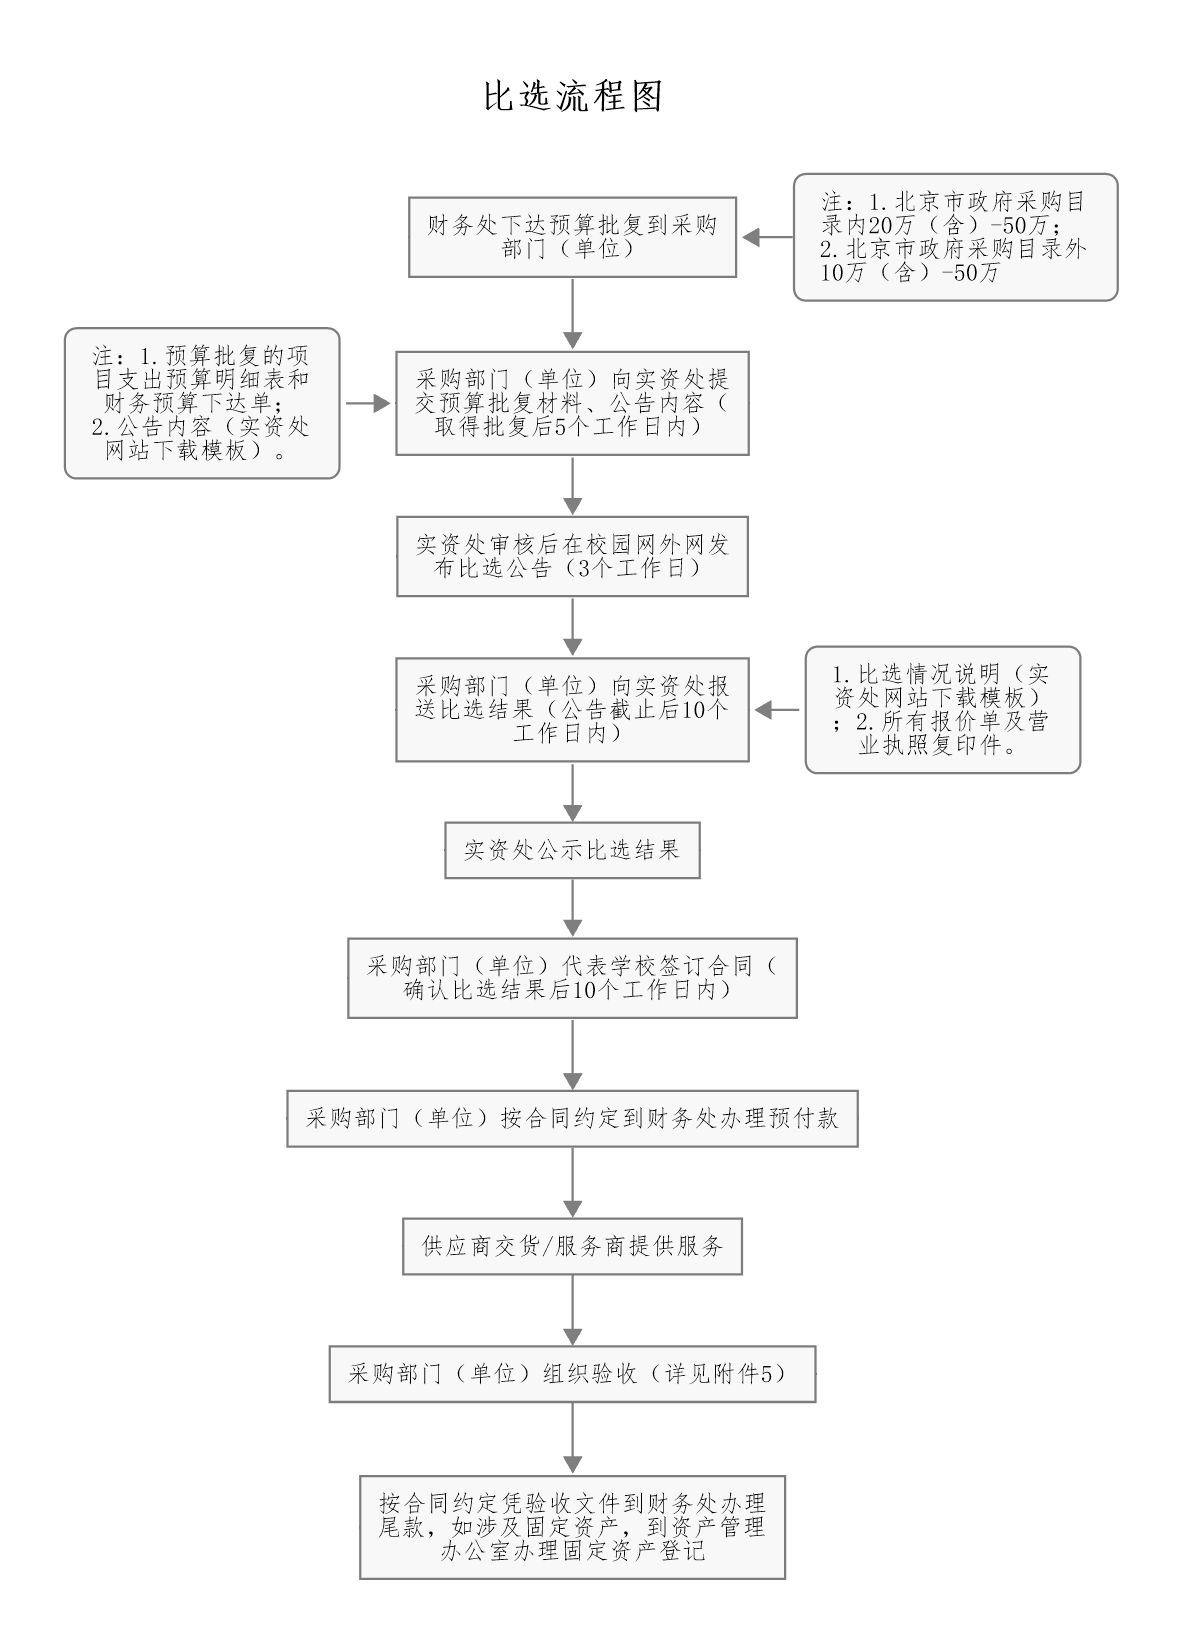 比选流程图
财务处下达预算批复到采购
部门（单位）
注：1.北京市政府采购目
录内20万（含）-50万；
2.北京市政府采购目录外
10万（含）-50万
注：1.预算批复的项
目支出预算明细表和
财务预算下达单；
2.公告内容（实资处
网站下载模板）。
采购部门（单位）向实资处提
交预算批复材料、公告内容（
取得批复后5个工作日内）
实资处审核后在校园网外网发
布比选公告（3个工作日）
采购部门（单位）向实资处报
送比选结果（公告截止后10个
工作日内）
1.比选情况说明（实
资处网站下载模板）
；2.所有报价单及营
业执照复印件。
实资处公示比选结果
采购部门（单位）代表学校签订合同（
确认比选结果后10个工作日内）
采购部门（单位）按合同约定到财务处办理预付款
供应商交货/服务商提供服务
采购部门（单位）组织验收（详见附件5）
按合同约定凭验收文件到财务处办理
尾款，如涉及固定资产，到资产管理
办公室办理固定资产登记